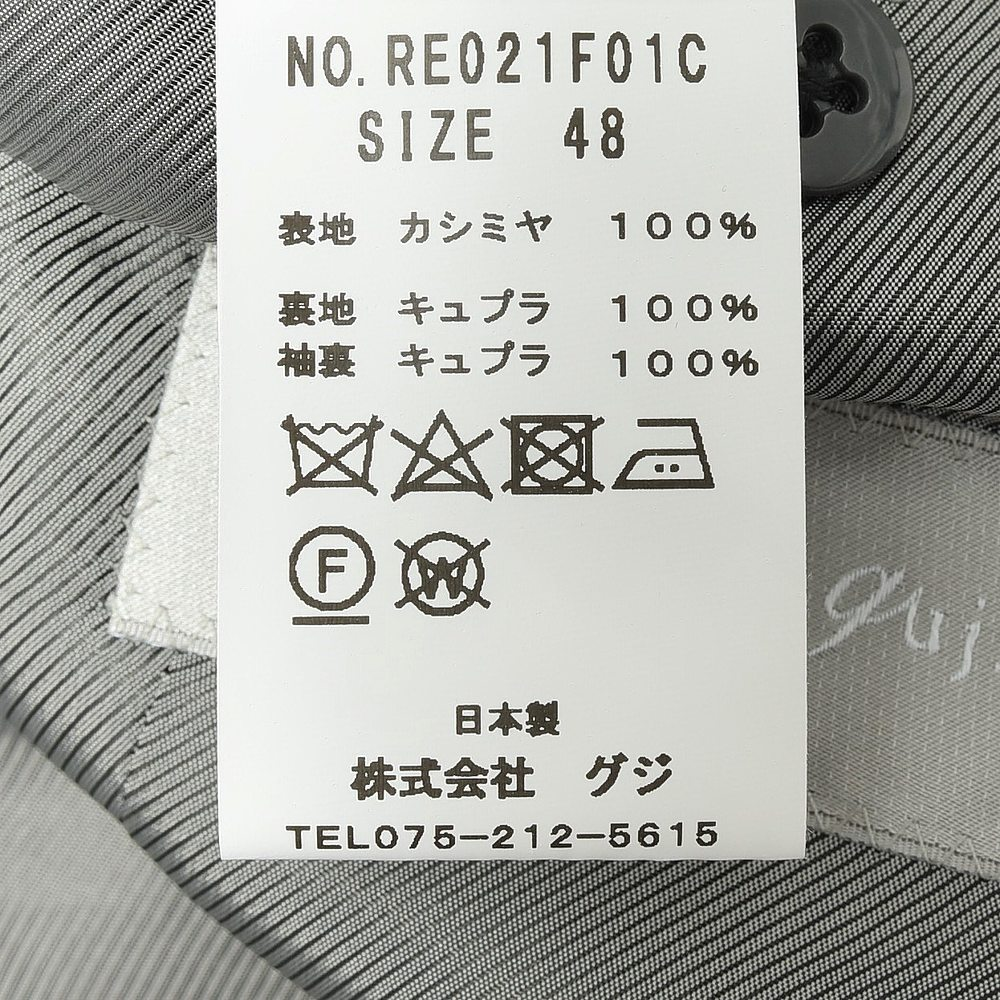 NO. RE021F01C
SIZE 48
表地 カシミヤ 100%
裏地 キュプラ 100%
袖裏 キュプラ 100%
F
W
日本製
株式会社 グジ
TEL075-212-5615
guji